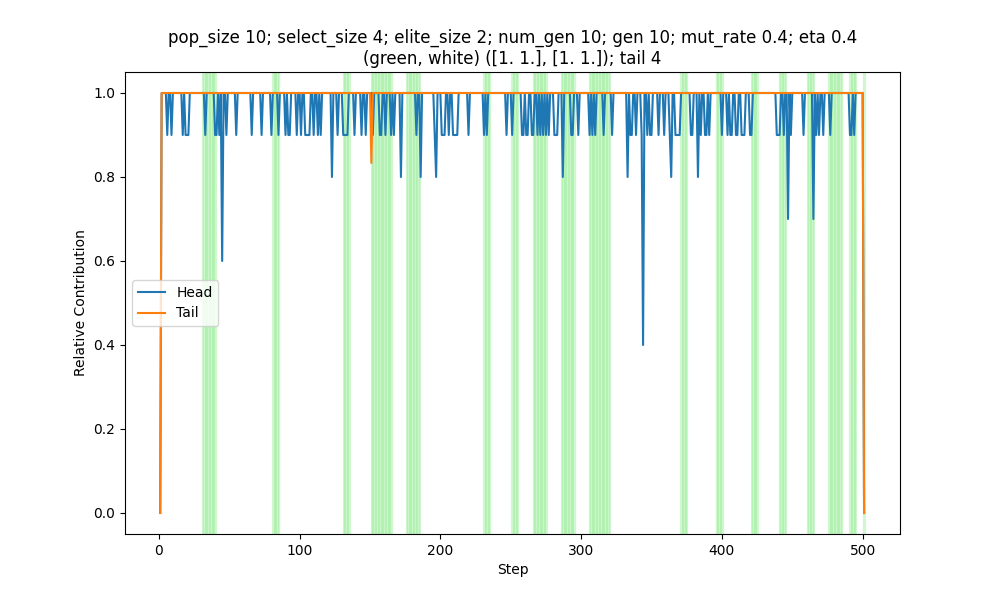 pop_size 10; select_size 4; elite_size 2; num_gen 10; gen 10; mut_rate 0.4; eta 0.4
(green, white) ([1. 1.], [1. 1.]); tail 4
1.0
0.8
0.6
0.4
0.2
0.0
Relative Contribution
Head
Tail
0 100 200 300 400 500
Step